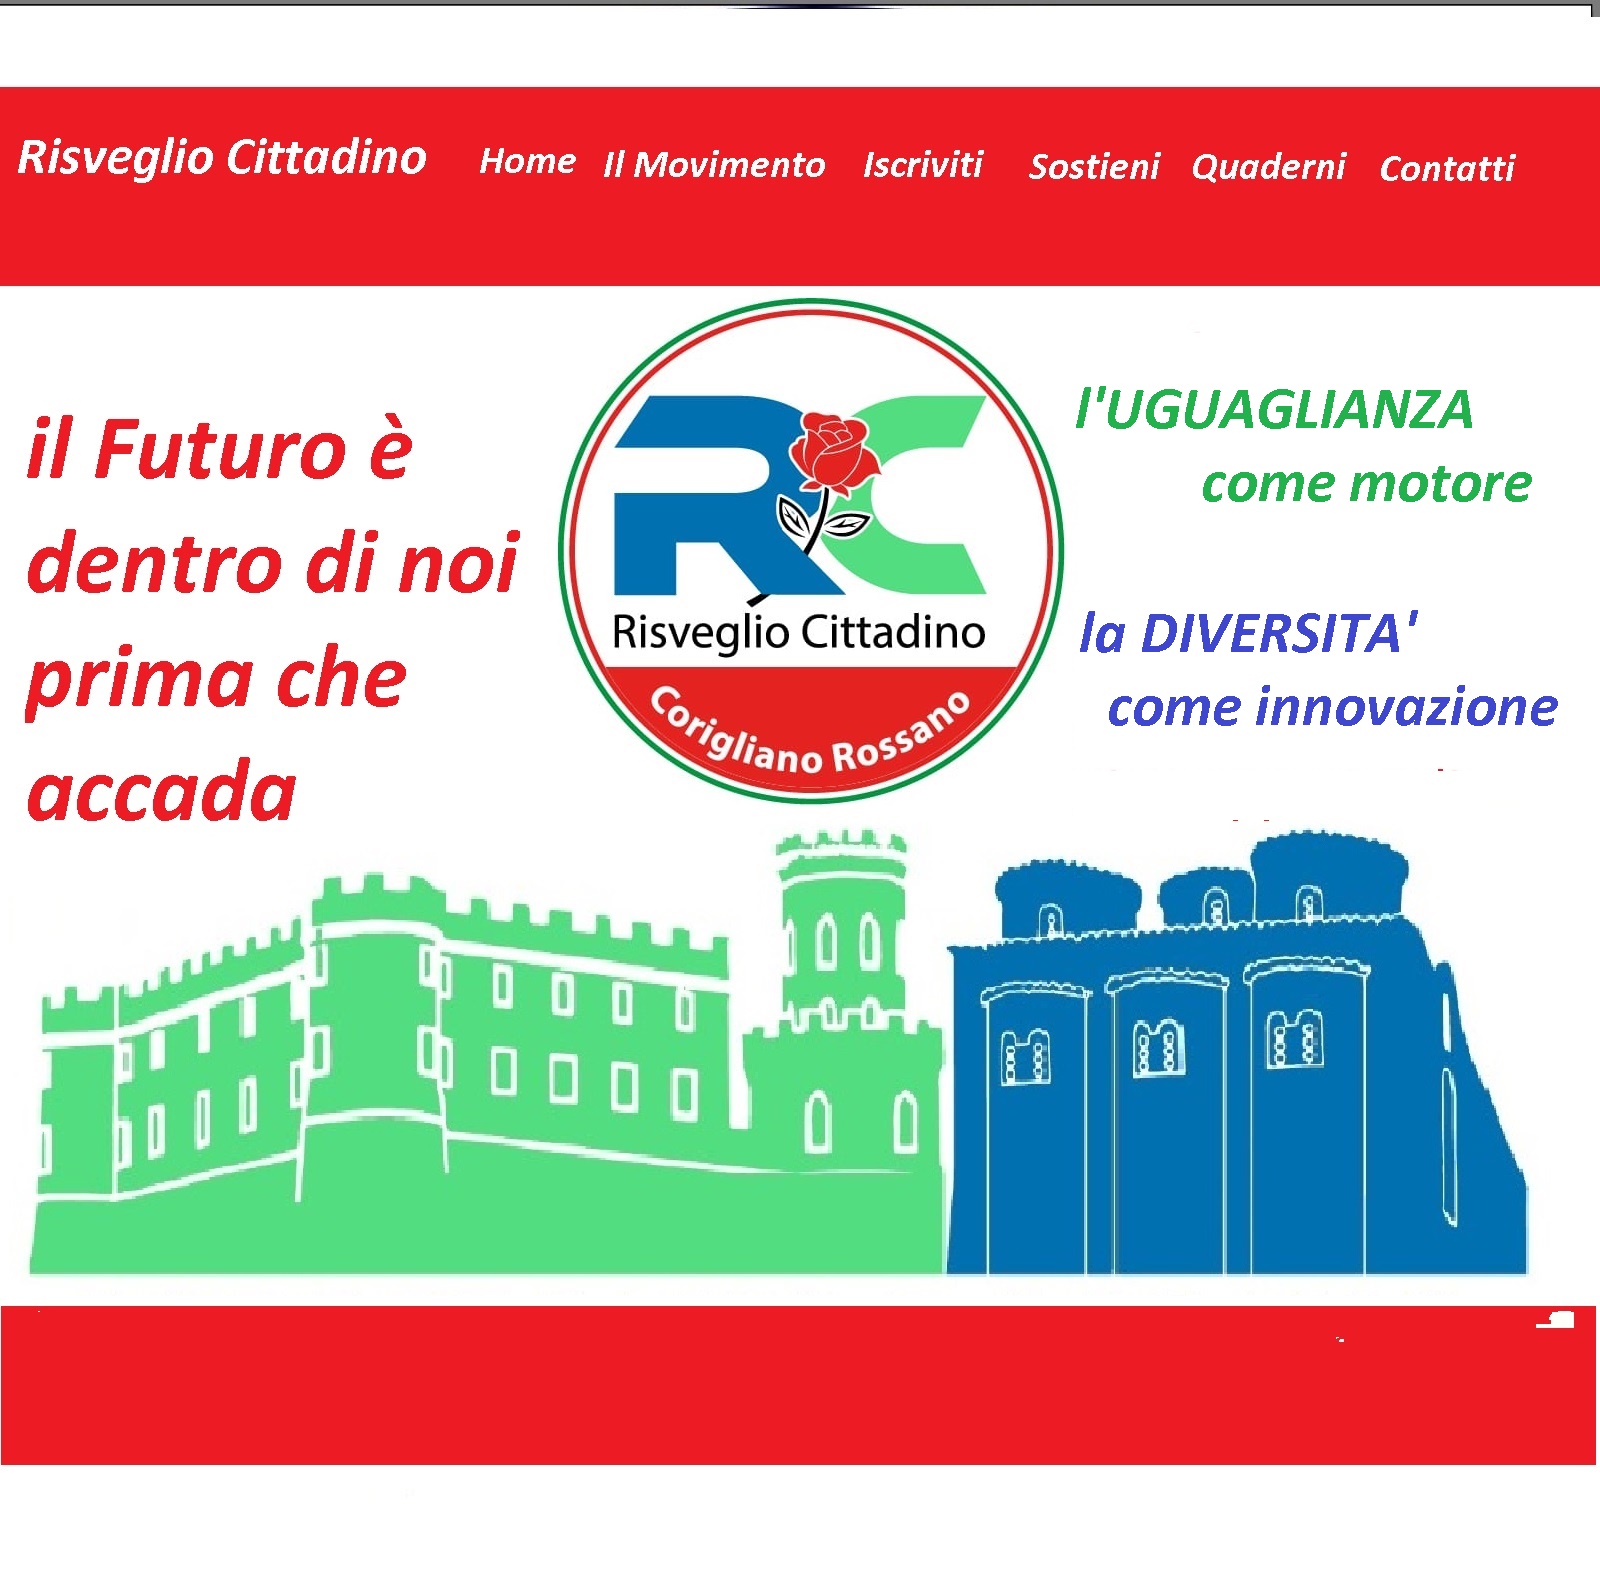 Risveglio Cittadino Home Il Movimento Iscriviti Sostieni Quaderni Contatti
il Futuro è
dentro di noi
prima che
accada
RC
Risveglio Cittadino
Corigliano Rossano
l'UGUAGLIANZA
come motore
la DIVERSITA'
come innovazione